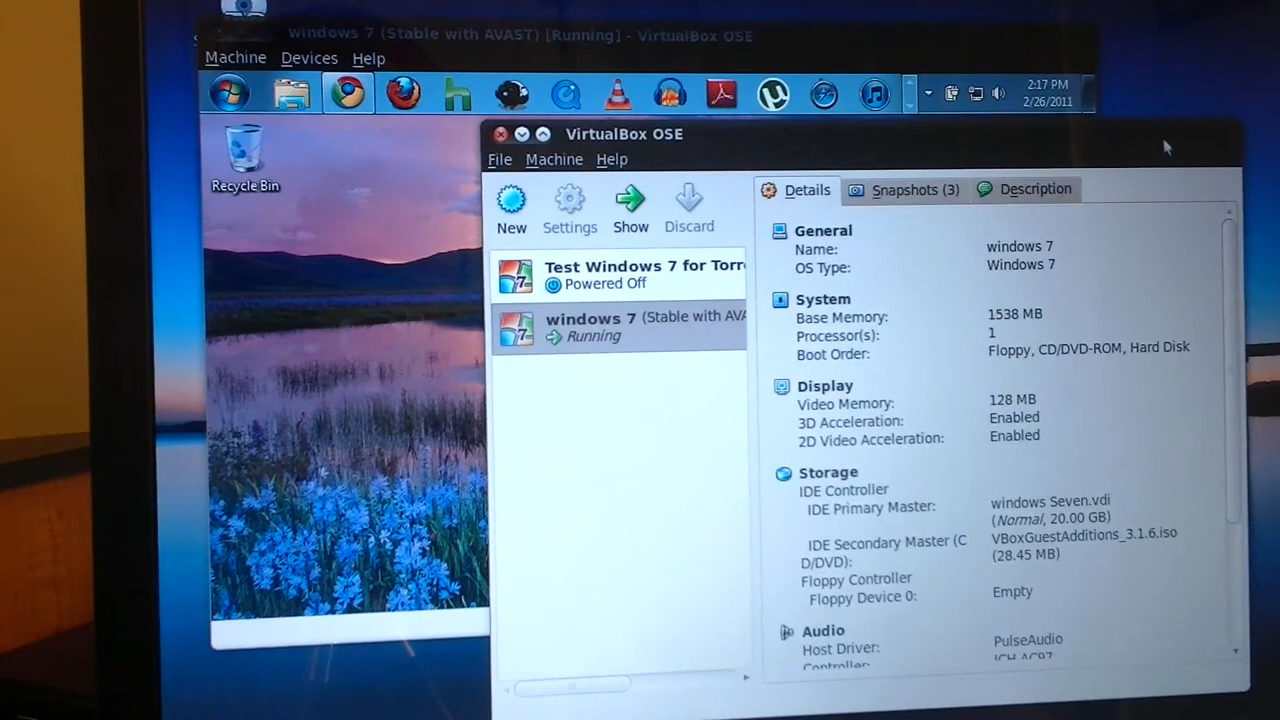 windows 7 (Stable with AVAST) [Running] - VirtualBox OSE
Machine Devices Help
2:17 PM
2/26/2011
Recycle Bin
VirtualBox OSE
File Machine Help
New Settings Show Discard
Details Snapshots (3) Description
Test Windows 7 for Torr
Powered Off
windows 7 (Stable with AVA
Running
General
Name: windows 7
OS Type: Windows 7
System
Base Memory: 1538 MB
Processor(s): 1
Boot Order: Floppy, CD/DVD-ROM, Hard Disk
Display
Video Memory: 128 MB
3D Acceleration: Enabled
2D Video Acceleration: Enabled
Storage
IDE Controller
IDE Primary Master: windows Seven.vdi
(Normal, 20.00 GB)
IDE Secondary Master (C VBoxGuestAdditions_3.1.6.iso
D/DVD): (28.45 MB)
Floppy Controller
Floppy Device 0: Empty
Audio
Host Driver: PulseAudio
Controller: ICH AC97